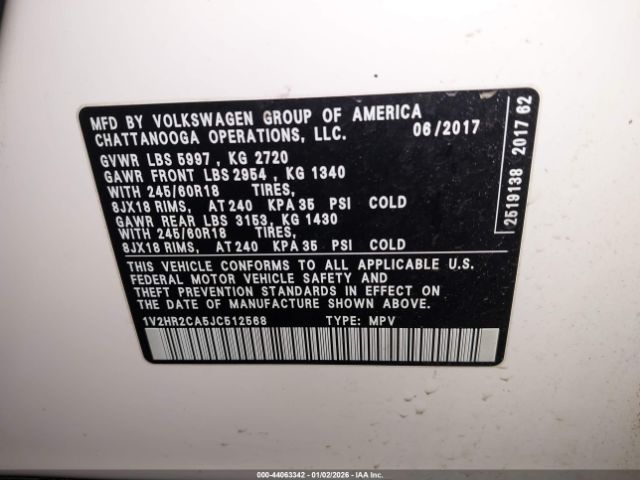 MFD BY VOLKSWAGEN GROUP OF AMERICA
CHATTANOOGA OPERATIONS, LLC. 06/2017
GVWR LBS 5997 , KG 2720
GAWR FRONT LBS 2954 , KG 1340
WITH 245/60R18 TIRES,
8JX18 RIMS, AT 240 KPA 35 PSI COLD
GAWR REAR LBS 3153, KG 1430
WITH 245/60R18 TIRES,
8JX18 RIMS, AT 240 KPA 35 PSI COLD
THIS VEHICLE CONFORMS TO ALL APPLICABLE U.S.
FEDERAL MOTOR VEHICLE SAFETY AND
THEFT PREVENTION STANDARDS IN EFFECT ON
THE DATE OF MANUFACTURE SHOWN ABOVE.
1V2HR2CA5JC512568 TYPE: MPV
2519138 2017 62
000-44063342 - 01/02/2026 - IAA Inc.